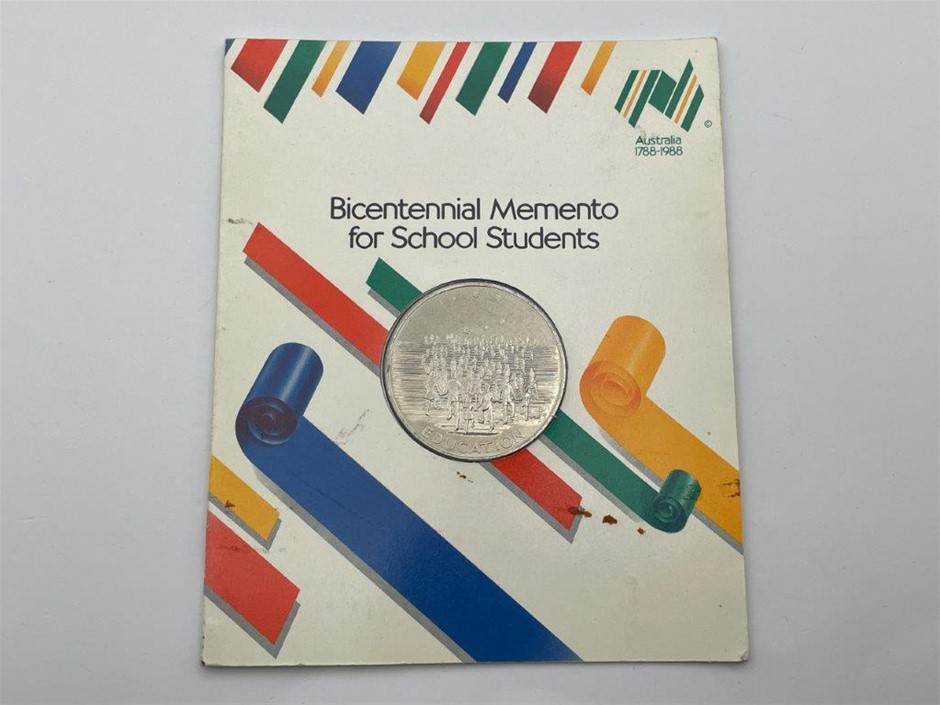 ©
Australia
1788-1988
Bicentennial Memento
for School Students
EDUCATION